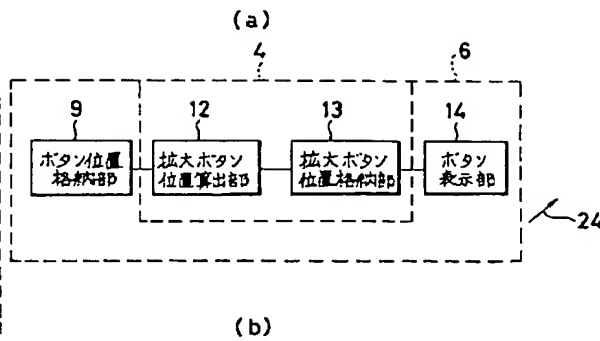 (a)
4
6
9
12
13
14
ボタン位置
格納部
拡大ボタン
位置算出部
拡大ボタン
位置格納部
ボタン
表示部
24
(b)